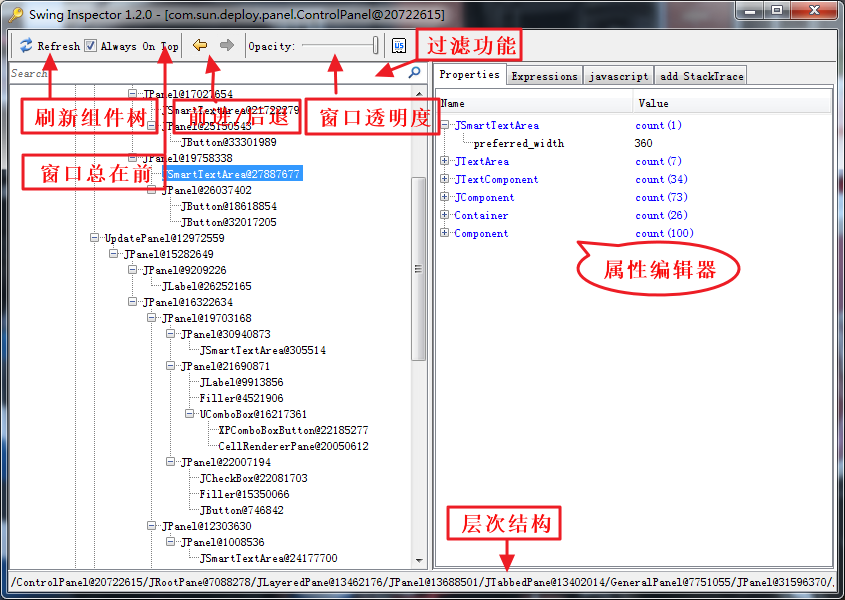 Swing Inspector 1.2.0 - [com.sun.deploy.panel.ControlPanel@20722615]
Refresh Always On Top Opacity:
过滤功能
Search
刷新组件树
前进/后退
窗口透明度
窗口总在前
JPanel@17027654
JSmartTextArea@21722279
JPanel@25150543
JButton@33301989
JPanel@19758338
JSmartTextArea@27887677
JPanel@26037402
JButton@18618854
JButton@32017205
UpdatePanel@12972559
JPanel@15282649
JPanel@9209226
JLabel@26252165
JPanel@16322634
JPanel@19703168
JPanel@30940873
JSmartTextArea@305514
JPanel@21690871
JLabel@9913856
Filler@4521906
UComboBox@16217361
XPComboBoxButton@22185277
CellRendererPane@20050612
JPanel@22007194
JCheckBox@22081703
Filler@15350066
JButton@746842
JPanel@12303630
JPanel@1008536
JSmartTextArea@24177700
Properties Expressions javascript add StackTrace
Name Value
JSmartTextArea count(1)
preferred_width 360
JTextArea count(7)
JTextComponent count(34)
JComponent count(73)
Container count(26)
Component count(100)
属性编辑器
层次结构
/ControlPanel@20722615/JRootPane@7088278/JLayeredPane@13462176/JPanel@13688501/JTabbedPane@13402014/GeneralPanel@7751055/JPanel@31596370/.